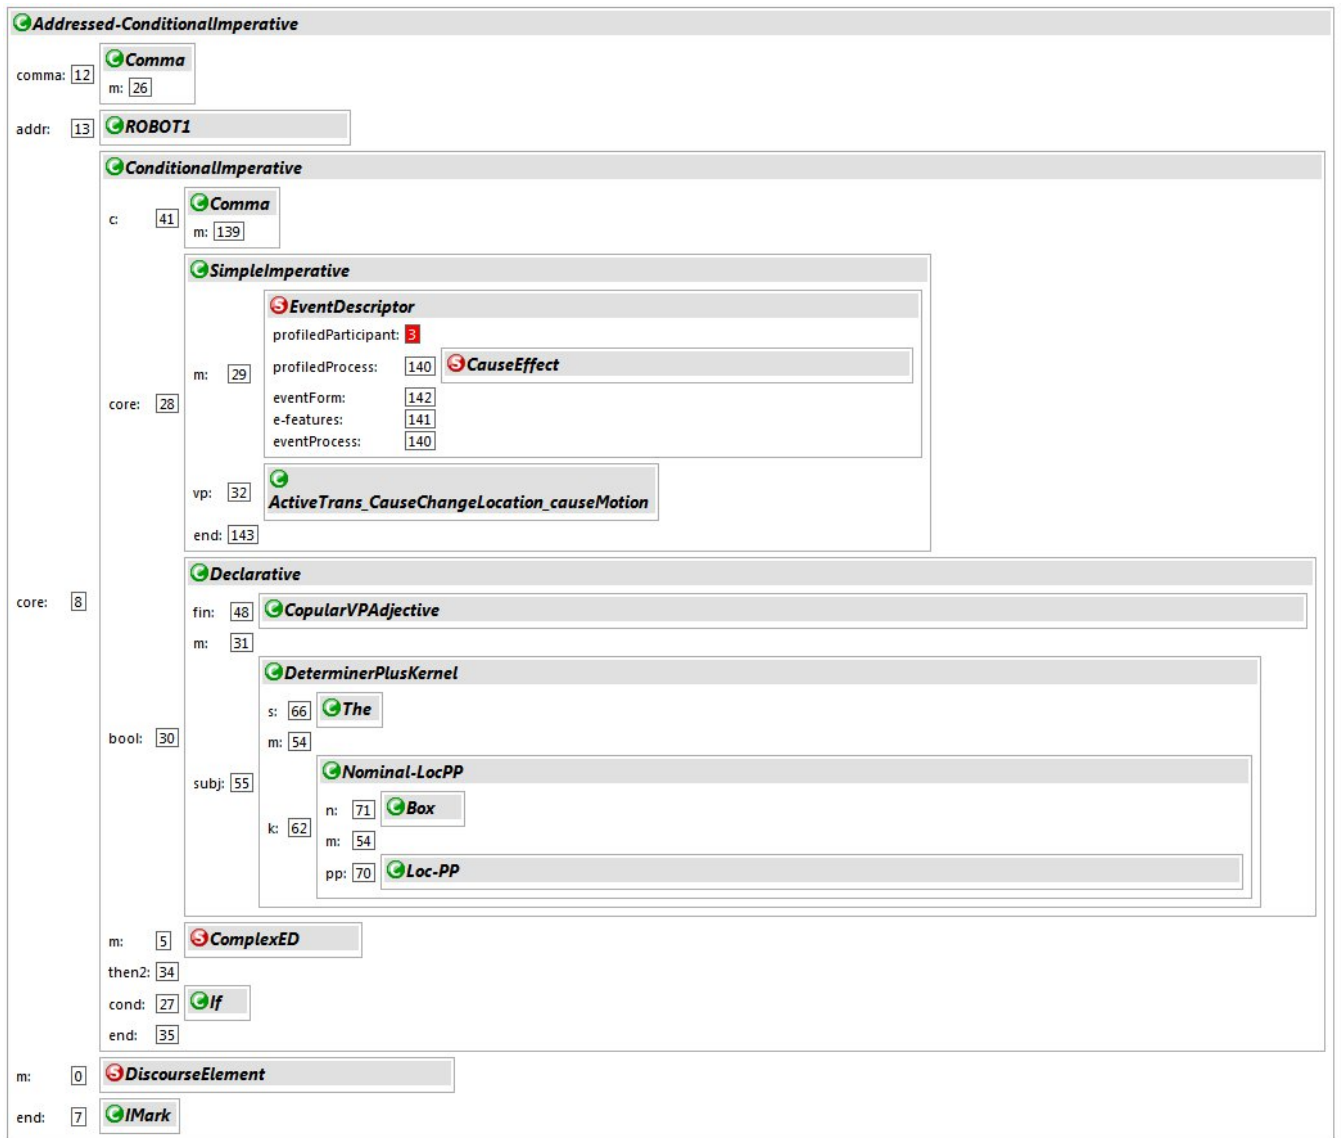 Addressed-ConditionalImperative
comma: 12 Comma
m: 26
addr: 13 ROBOT1
ConditionalImperative
c: 41 Comma
m: 139
SimpleImperative
EventDescriptor
profiledParticipant: 3
profiledProcess: 140 CauseEffect
m: 29
eventForm: 142
core: 28
e-features: 141
eventProcess: 140
vp: 32
ActiveTrans_CauseChangeLocation_causeMotion
end: 143
Declarative
core: 8
fin: 48 CopularVPAdjective
m: 31
DeterminerPlusKernel
s: 66 The
bool: 30
m: 54
Nominal-LocPP
subj: 55
n: 71 Box
k: 62
m: 54
pp: 70 Loc-PP
m: 5 ComplexED
then2: 34
cond: 27 If
end: 35
m: 0 DiscourseElement
end: 7 IMark